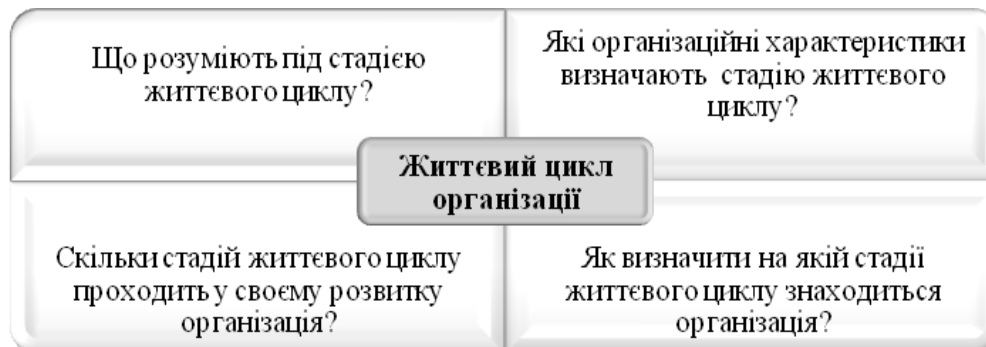 Що розуміють під стадією
життєвого циклу?
Які організаційні характеристики
визначають стадію життєвого
циклу?
Життєвий цикл
організації
Скільки стадій життєвого циклу
проходить у своєму розвитку
організація?
Як визначити на якій стадії
життєвого циклу знаходиться
організація?